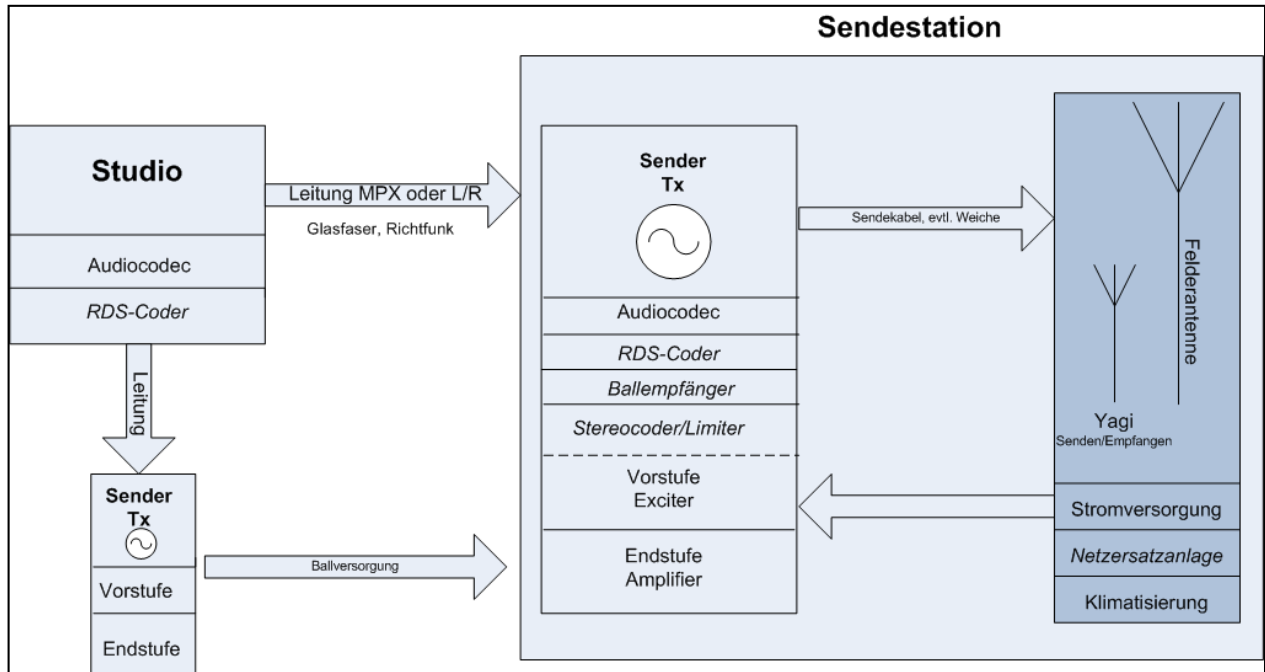 Sendestation
Studio
Audiocodec
RDS-Coder
Leitung MPX oder L/R
Glasfaser, Richtfunk
Leitung
Sender
Tx
Vorstufe
Endstufe
Ballversorgung
Sender
Tx
Audiocodec
RDS-Coder
Ballempfänger
Stereocoder/Limiter
Vorstufe
Exciter
Endstufe
Amplifier
Sendekabel, evtl. Weiche
Felderantenne
Yagi
Senden/Empfangen
Stromversorgung
Netzersatzanlage
Klimatisierung